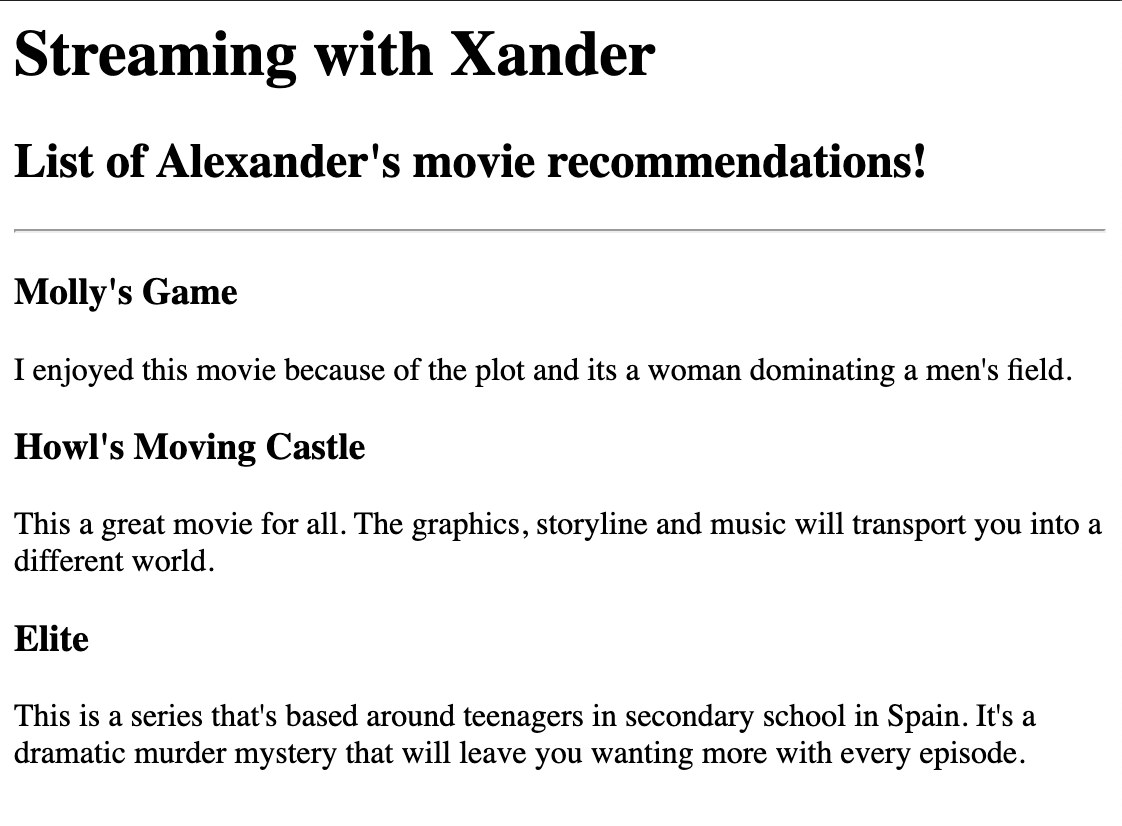 Streaming with Xander
List of Alexander's movie recommendations!
Molly's Game
I enjoyed this movie because of the plot and its a woman dominating a men's field.
Howl's Moving Castle
This a great movie for all. The graphics, storyline and music will transport you into a
different world.
Elite
This is a series that's based around teenagers in secondary school in Spain. It's a
dramatic murder mystery that will leave you wanting more with every episode.